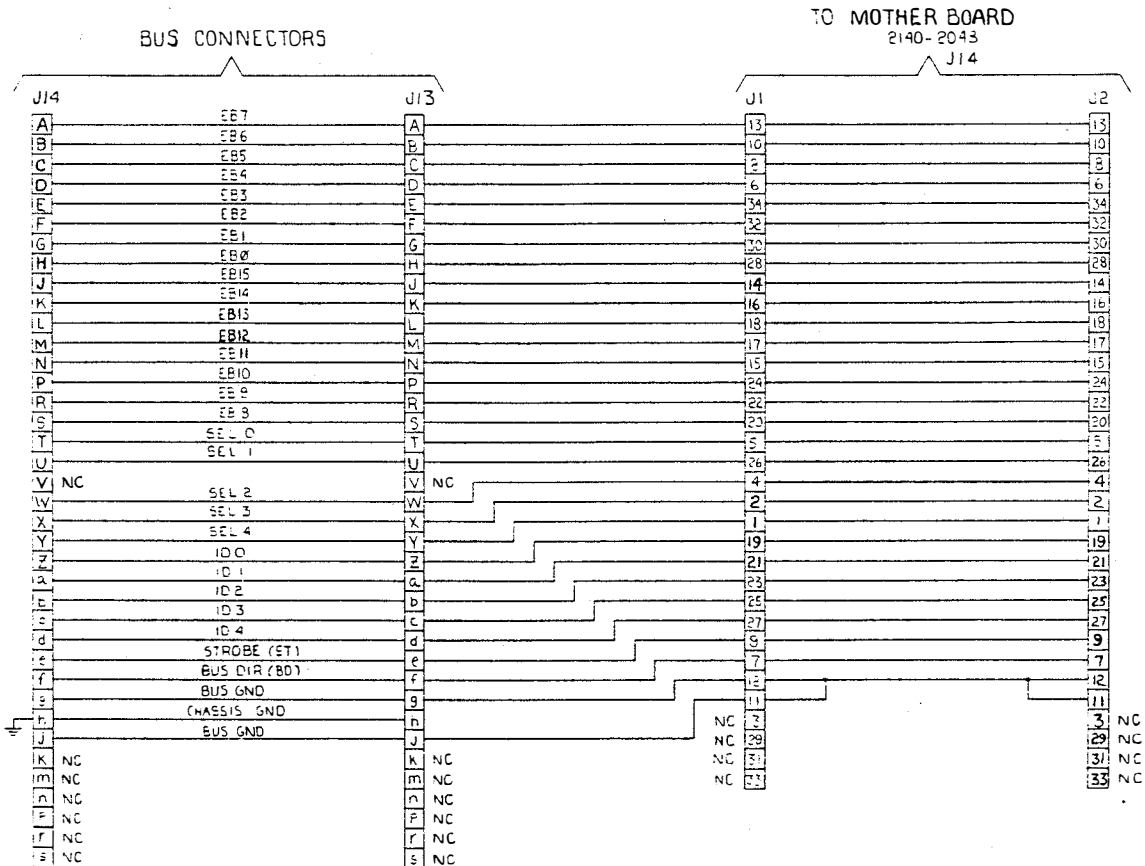 TO MOTHER BOARD
BUS CONNECTORS
2140-2043
J14
J14 J13 J1 J2
A EB7 A 13 13
B EB6 B 10 10
C EB5 C 8 8
D EB4 D 6 6
E EB3 E 34 34
F EB2 F 32 32
G EB1 G 30 30
H EBØ H 28 28
J EB15 J 14 14
K EB14 K 16 16
L EB13 L 18 18
M EB12 M 17 17
N EB11 N 15 15
P EB10 P 24 24
R EB9 R 22 22
S EB8 S 20 20
T SEL 0 T 5 5
U SEL 1 U 26 26
V NC V NC 4 4
W SEL 2 W 2 2
X SEL 3 X 1 1
Y SEL 4 Y 19 19
Z ID 0 Z 21 21
a ID 1 a 23 23
b ID 2 b 25 25
c ID 3 c 27 27
d ID 4 d 9 9
e STROBE (ST) e 7 7
f BUS DIR (BD) f 12 12
g BUS GND g 11 11
h CHASSIS GND h NC 3 3 NC
J BUS GND J NC 29 29 NC
k NC k NC NC 31 31 NC
m NC m NC NC 33 33 NC
n NC n NC
P NC P NC
r NC r NC
s NC s NC